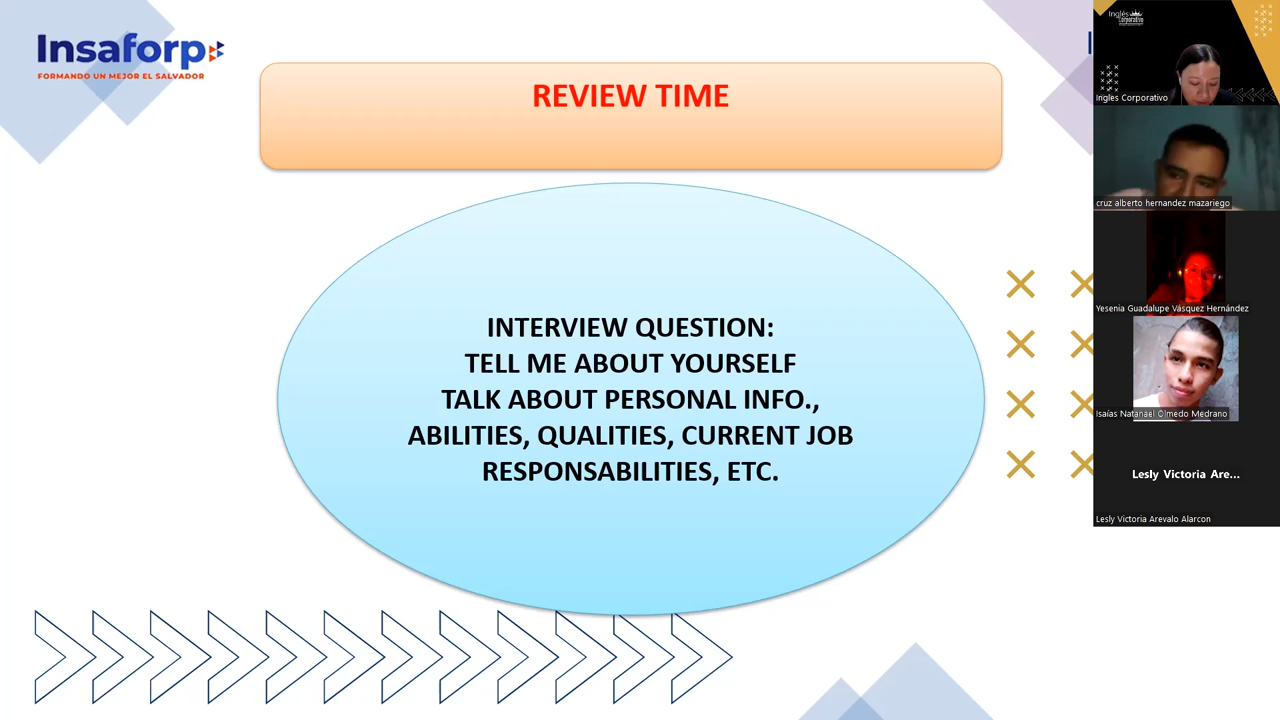 Insaforp
FORMANDO UN MEJOR EL SALVADOR
REVIEW TIME
INTERVIEW QUESTION:
TELL ME ABOUT YOURSELF
TALK ABOUT PERSONAL INFO.,
ABILITIES, QUALITIES, CURRENT JOB
RESPONSABILITIES, ETC.
Inglés
Corporativo
Ingles Corporativo
cruz alberto hernandez mazariego
Yesenia Guadalupe Vásquez Hernández
Isaías Natanael Olmedo Medrano
Lesly Victoria Are...
Lesly Victoria Arevalo Alarcon